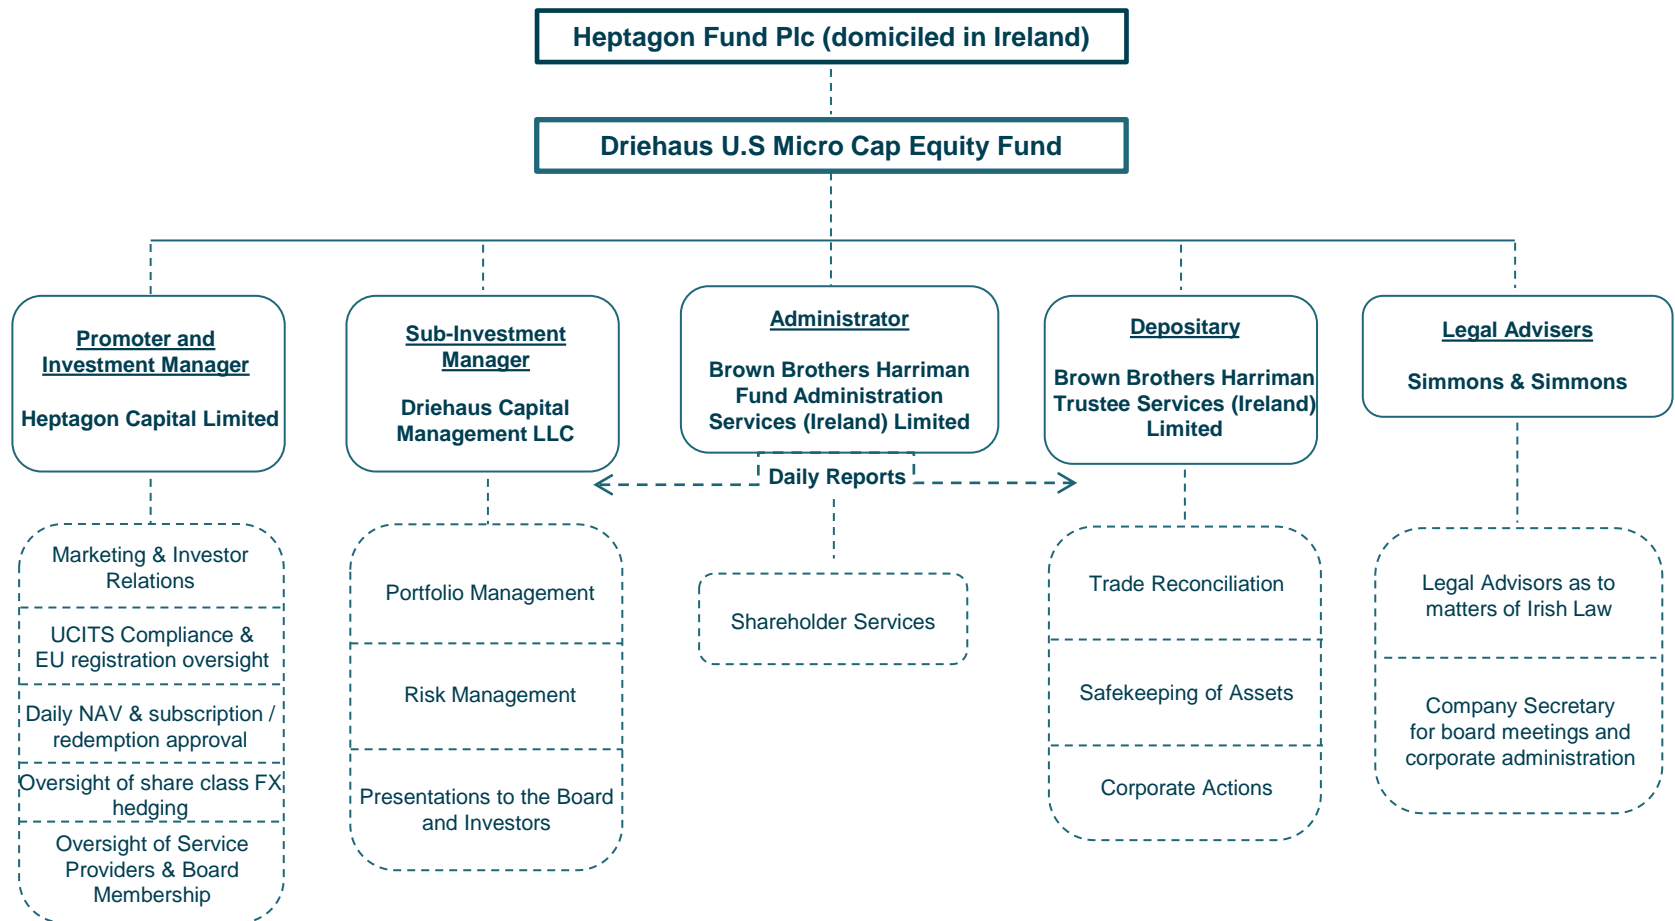 Heptagon Fund Plc (domiciled in Ireland)
Driehaus U.S Micro Cap Equity Fund
Promoter and
Investment Manager
Heptagon Capital Limited
Sub-Investment
Manager
Driehaus Capital
Management LLC
Administrator
Brown Brothers Harriman
Fund Administration
Services (Ireland) Limited
Depositary
Brown Brothers Harriman
Trustee Services (Ireland)
Limited
Legal Advisers
Simmons & Simmons
Daily Reports
Marketing & Investor
Relations
UCITS Compliance &
EU registration oversight
Daily NAV & subscription /
redemption approval
Oversight of share class FX
hedging
Oversight of Service
Providers & Board
Membership
Portfolio Management
Risk Management
Presentations to the Board
and Investors
Shareholder Services
Trade Reconciliation
Safekeeping of Assets
Corporate Actions
Legal Advisors as to
matters of Irish Law
Company Secretary
for board meetings and
corporate administration